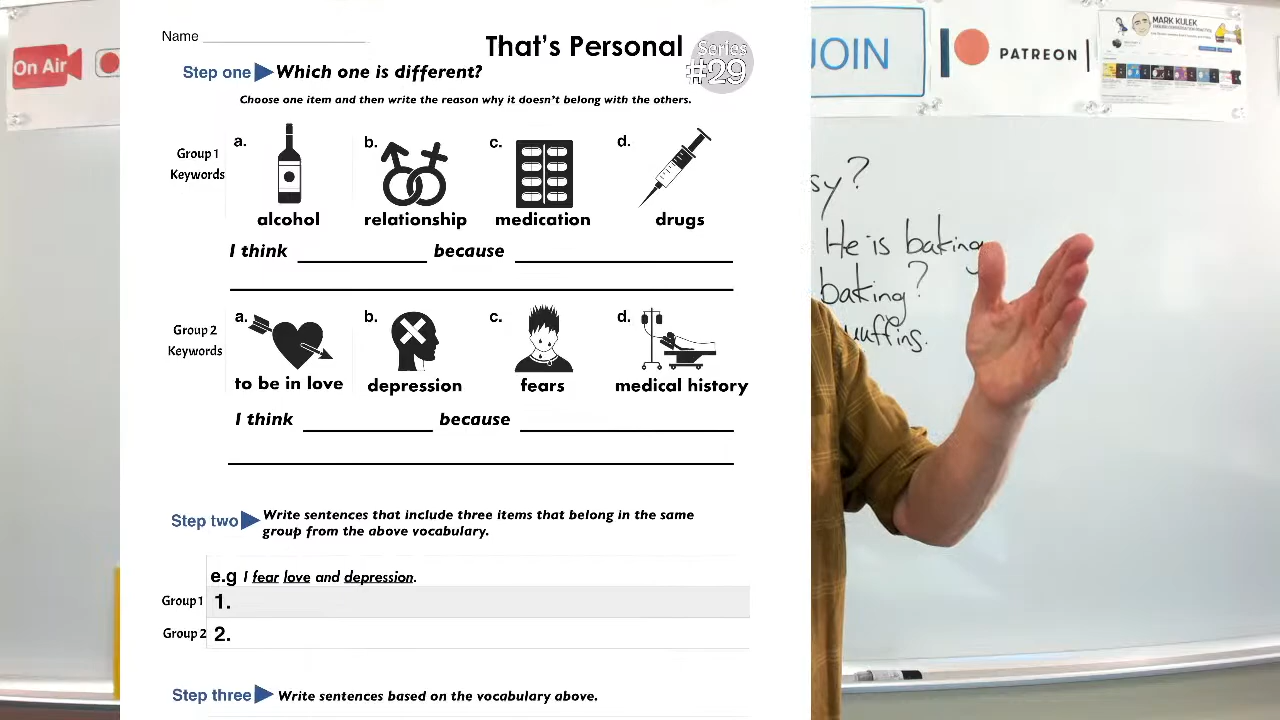 Name
That's Personal
Series
#29
Step one
Which one is different?
Choose one item and then write the reason why it doesn't belong with the others.
Group 1
Keywords
a.
b.
c.
d.
alcohol
relationship
medication
drugs
I think
because
Group 2
Keywords
a.
b.
c.
d.
to be in love
depression
fears
medical history
I think
because
Step two
Write sentences that include three items that belong in the same
group from the above vocabulary.
e.g I fear love and depression.
Group 1
1.
Group 2
2.
Step three
Write sentences based on the vocabulary above.
On Air
JOIN
PATREON
MARK KULEK
sy?
He is baking
baking?
muffins.